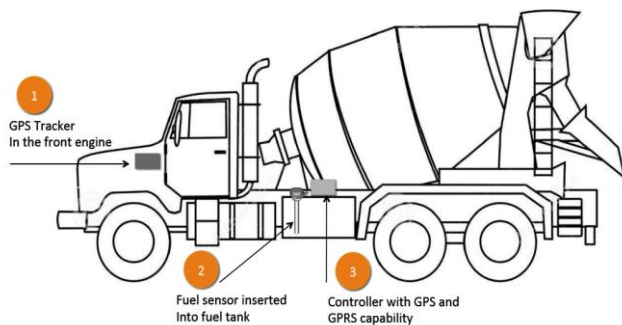 1
GPS Tracker
In the front engine
2
Fuel sensor inserted
Into fuel tank
3
Controller with GPS and
GPRS capability